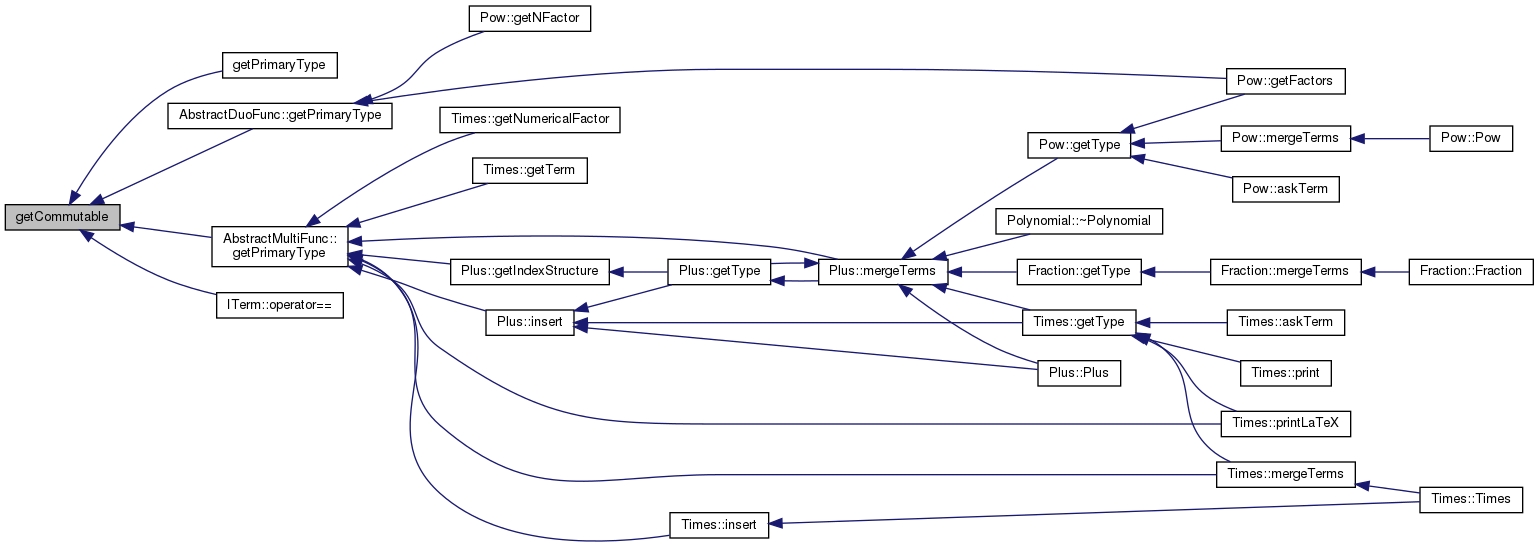 Pow::getNFactor
getPrimaryType
Pow::getFactors
AbstractDuoFunc::getPrimaryType
Times::getNumericalFactor
Pow::mergeTerms
Pow::Pow
Pow::getType
Times::getTerm
Pow::askTerm
getCommutable
Polynomial::~Polynomial
AbstractMultiFunc::
getPrimaryType
Plus::getIndexStructure
Plus::getType
Plus::mergeTerms
Fraction::getType
Fraction::mergeTerms
Fraction::Fraction
ITerm::operator==
Plus::insert
Times::getType
Times::askTerm
Plus::Plus
Times::print
Times::printLaTeX
Times::mergeTerms
Times::Times
Times::insert